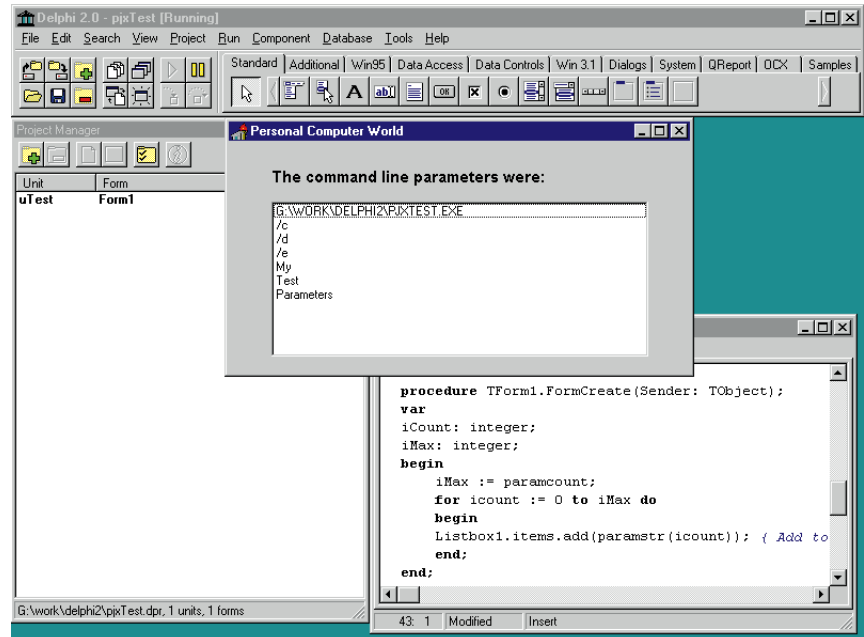 Delphi 2.0 - pjxTest [Running]
File Edit Search View Project Run Component Database Tools Help
Standard Additional Win95 Data Access Data Controls Win 3.1 Dialogs System QReport OCX Samples
A ab OK
Project Manager
Unit Form
uTest Form1
G:\work\delphi2\pjxTest.dpr, 1 units, 1 forms
Personal Computer World
The command line parameters were:
G:\WORK\DELPHI2\PJXTEST.EXE
/c
/d
/e
My
Test
Parameters
procedure TForm1.FormCreate(Sender: TObject);
var
iCount: integer;
iMax: integer;
begin
iMax := paramcount;
for icount := 0 to iMax do
begin
Listbox1.items.add(paramstr(icount)); { Add to
end;
end;
43: 1 Modified Insert